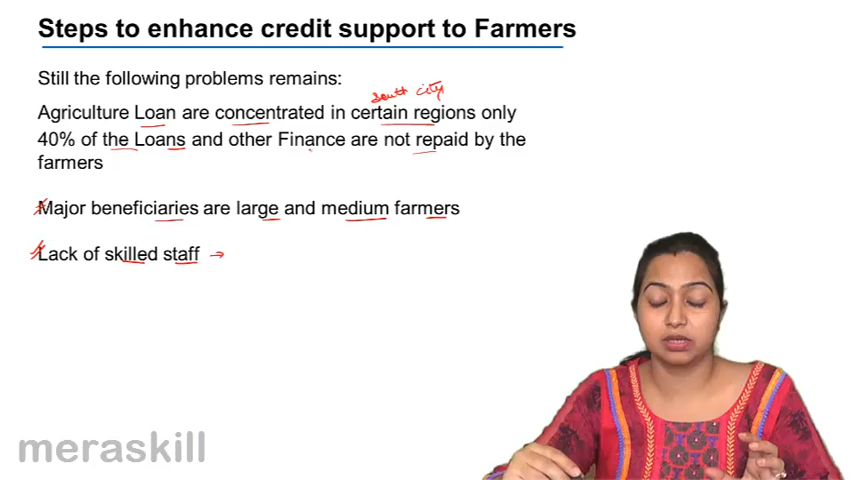 Steps to enhance credit support to Farmers
Still the following problems remains:
south city
Agriculture Loan are concentrated in certain regions only
40% of the Loans and other Finance are not repaid by the
farmers
Major beneficiaries are large and medium farmers
Lack of skilled staff →
meraskill